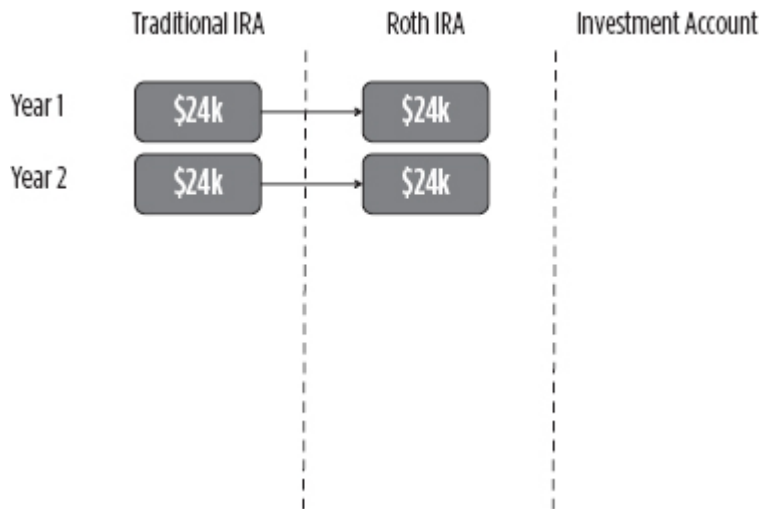 Traditional IRA Roth IRA Investment Account
Year 1 $24k $24k
Year 2 $24k $24k